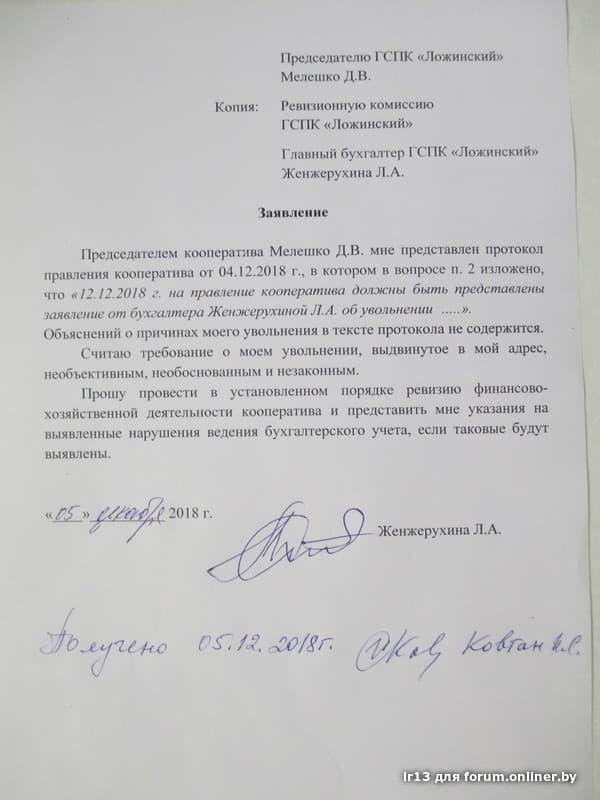 Председателю ГСПК «Ложинский»
Мелешко Д.В.
Копия: Ревизионную комиссию
ГСПК «Ложинский»
Главный бухгалтер ГСПК «Ложинский»
Женжерухина Л.А.
Заявление
Председателем кооператива Мелешко Д.В. мне представлен протокол
правления кооператива от 04.12.2018 г., в котором в вопросе п. 2 изложено,
что «12.12.2018 г. на правление кооператива должны быть представлены
заявление от бухгалтера Женжерухиной Л.А. об увольнении .....».
Объяснений о причинах моего увольнения в тексте протокола не содержится.
Считаю требование о моем увольнении, выдвинутое в мой адрес,
необъективным, необоснованным и незаконным.
Прошу провести в установленном порядке ревизию финансово-
хозяйственной деятельности кооператива и представить мне указания на
выявленные нарушения ведения бухгалтерского учета, если таковые будут
выявлены.
«05» декабря 2018 г.
Женжерухина Л.А.
Получено 05.12.2018г. Ковтан
lr13 для forum.onliner.by